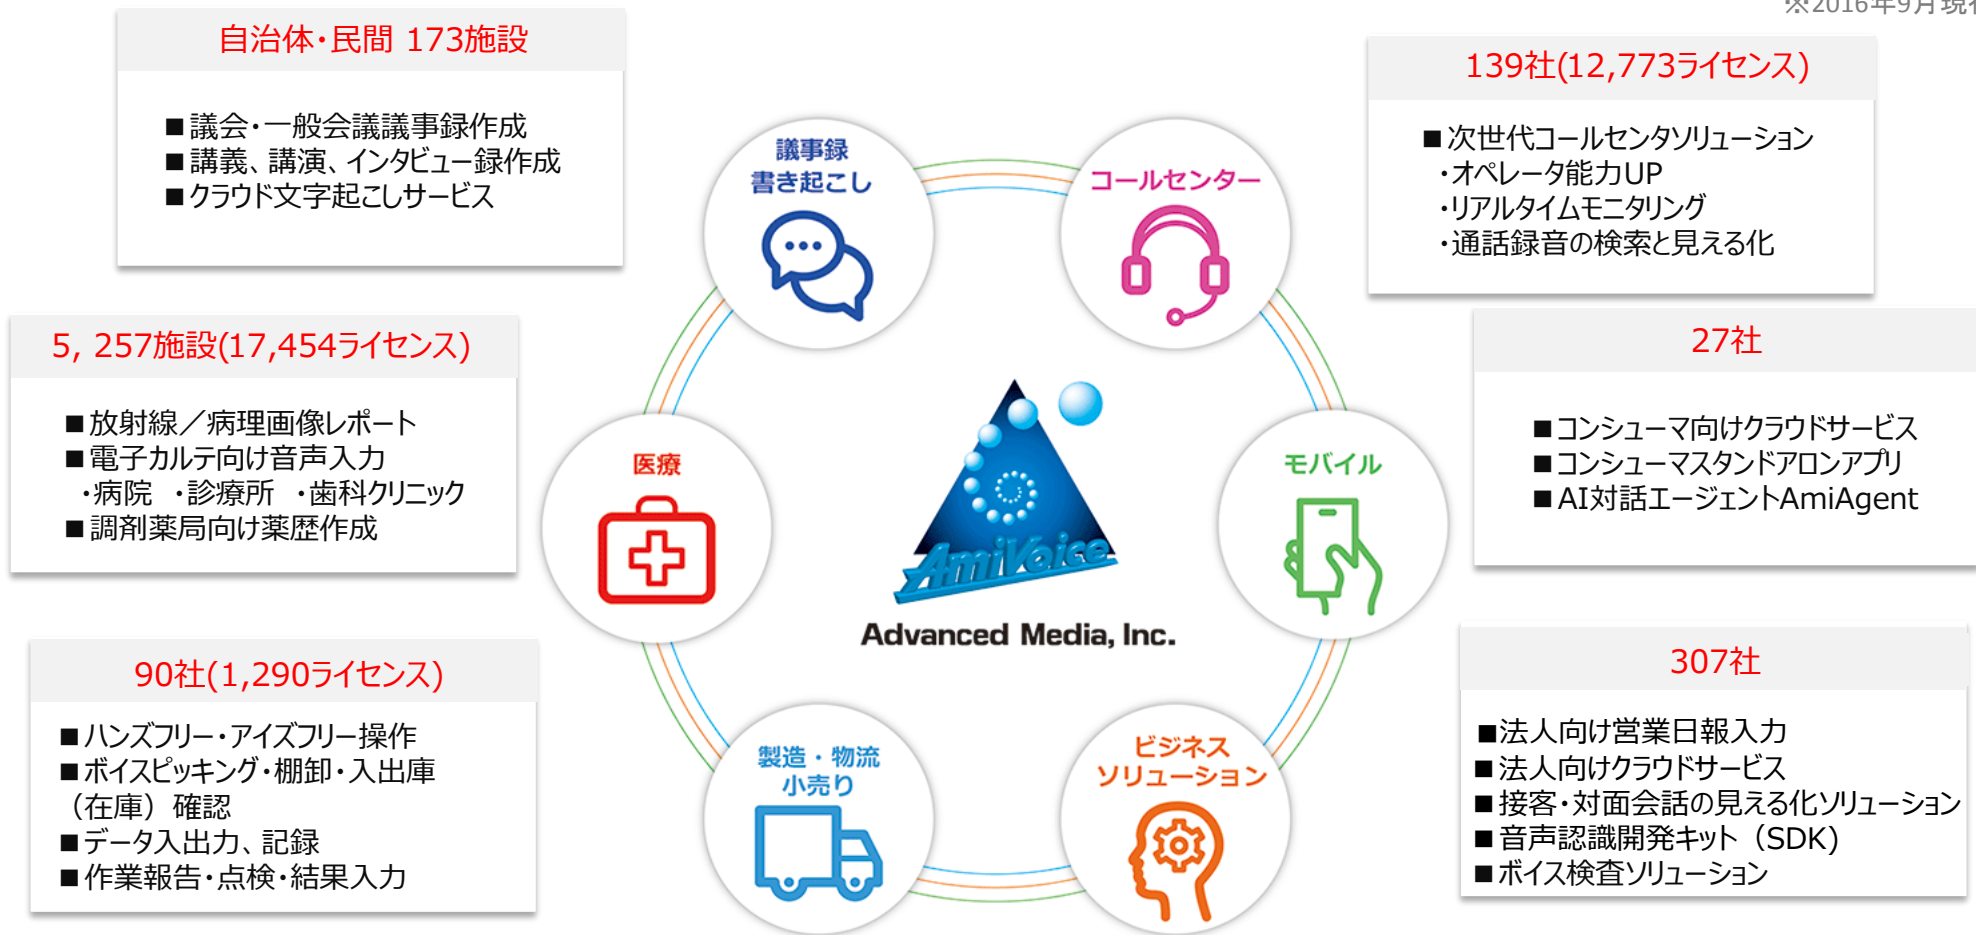 ※2016年9月現在
自治体・民間 173施設
■議会・一般会議議事録作成
■講義、講演、インタビュー録作成
■クラウド文字起こしサービス
139社(12,773ライセンス)
■次世代コールセンタソリューション
・オペレータ能力UP
・リアルタイムモニタリング
・通話録音の検索と見える化
議事録
書き起こし
コールセンター
5, 257施設(17,454ライセンス)
■放射線／病理画像レポート
■電子カルテ向け音声入力
・病院 ・診療所 ・歯科クリニック
■調剤薬局向け薬歴作成
27社
■コンシューマ向けクラウドサービス
■コンシューマスタンドアロンアプリ
■AI対話エージェントAmiAgent
医療
モバイル
AmiVoice
Advanced Media, Inc.
90社(1,290ライセンス)
■ハンズフリー・アイズフリー操作
■ボイスピッキング・棚卸・入出庫
（在庫）確認
■データ入出力、記録
■作業報告・点検・結果入力
307社
■法人向け営業日報入力
■法人向けクラウドサービス
■接客・対面会話の見える化ソリューション
■音声認識開発キット（SDK)
■ボイス検査ソリューション
製造・物流
小売り
ビジネス
ソリューション